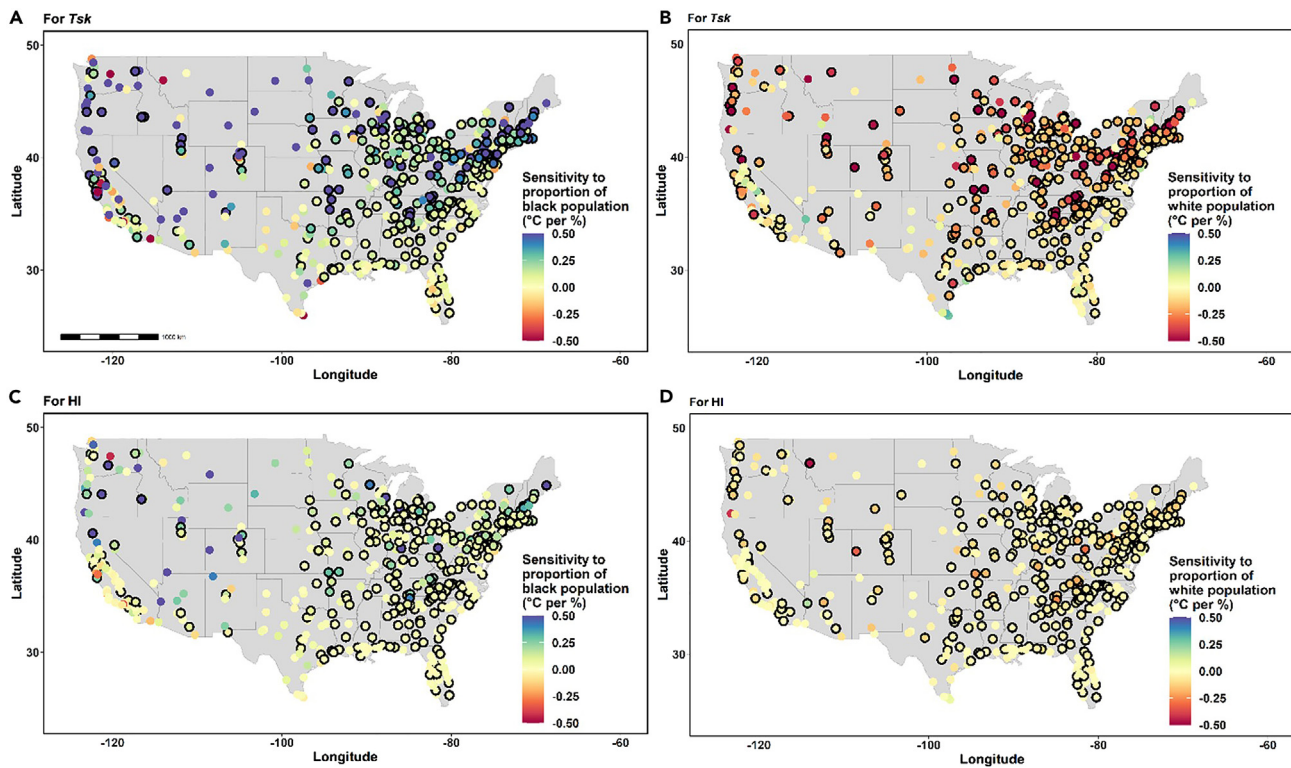 A For Tsk
B For Tsk
50
40
30
Latitude
-120 -100 -80 -60
Longitude
1000 km
Sensitivity to
proportion of
black population
(°C per %)
0.50
0.25
0.00
-0.25
-0.50
50
40
30
Latitude
-120 -100 -80 -60
Longitude
Sensitivity to
proportion of
white population
(°C per %)
0.50
0.25
0.00
-0.25
-0.50
C For HI
D For HI
50
40
30
Latitude
-120 -100 -80 -60
Longitude
Sensitivity to
proportion of
black population
(°C per %)
0.50
0.25
0.00
-0.25
-0.50
50
40
30
Latitude
-120 -100 -80 -60
Longitude
Sensitivity to
proportion of
white population
(°C per %)
0.50
0.25
0.00
-0.25
-0.50